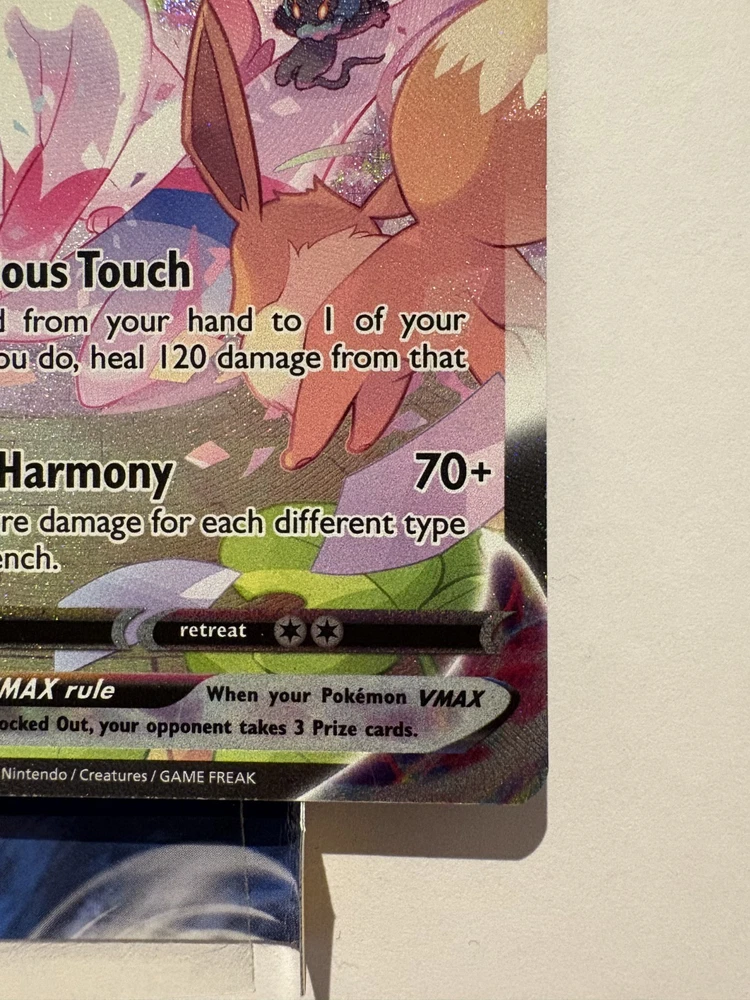 ous Touch
d from your hand to 1 of your
ou do, heal 120 damage from that
Harmony 70+
re damage for each different type
ench.
retreat
VMAX rule When your Pokémon VMAX
ocked Out, your opponent takes 3 Prize cards.
Nintendo / Creatures / GAME FREAK